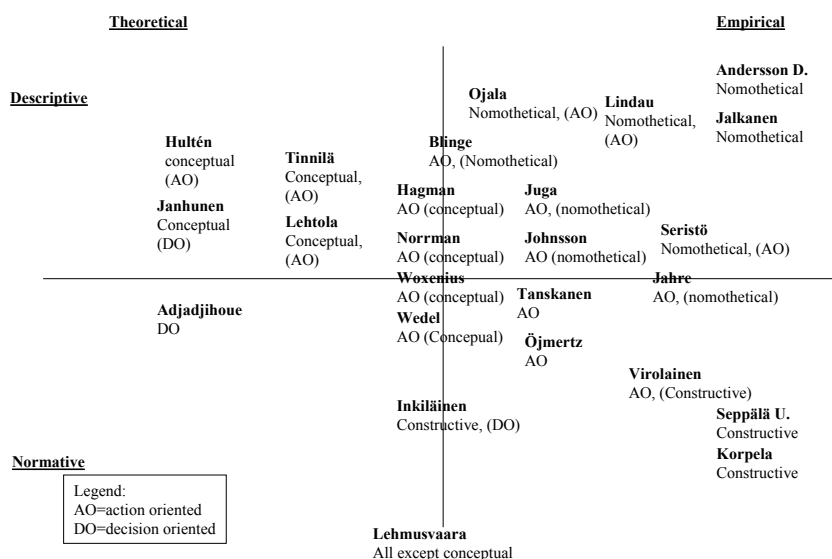 Theoretical
Empirical
Descriptive
Andersson D.
Nomothetical
Ojala
Nomothetical, (AO)
Lindau
Nomothetical,
(AO)
Jalkanen
Nomothetical
Hultén
conceptual
(AO)
Tinnilä
Conceptual,
(AO)
Blinge
AO, (Nomothetical)
Janhunen
Conceptual
(DO)
Lehtola
Conceptual,
(AO)
Hagman
AO (conceptual)
Juga
AO, (nomothetical)
Norrman
AO (conceptual)
Johnsson
AO (nomothetical)
Seristö
Nomothetical, (AO)
Woxenius
AO (conceptual)
Jahre
AO, (nomothetical)
Tanskanen
AO
Adjadjihoue
DO
Wedel
AO (Concepual)
Öjmertz
AO
Virolainen
AO, (Constructive)
Inkiläinen
Constructive, (DO)
Seppälä U.
Constructive
Korpela
Constructive
Normative
Legend:
AO=action oriented
DO=decision oriented
Lehmusvaara
All except conceptual